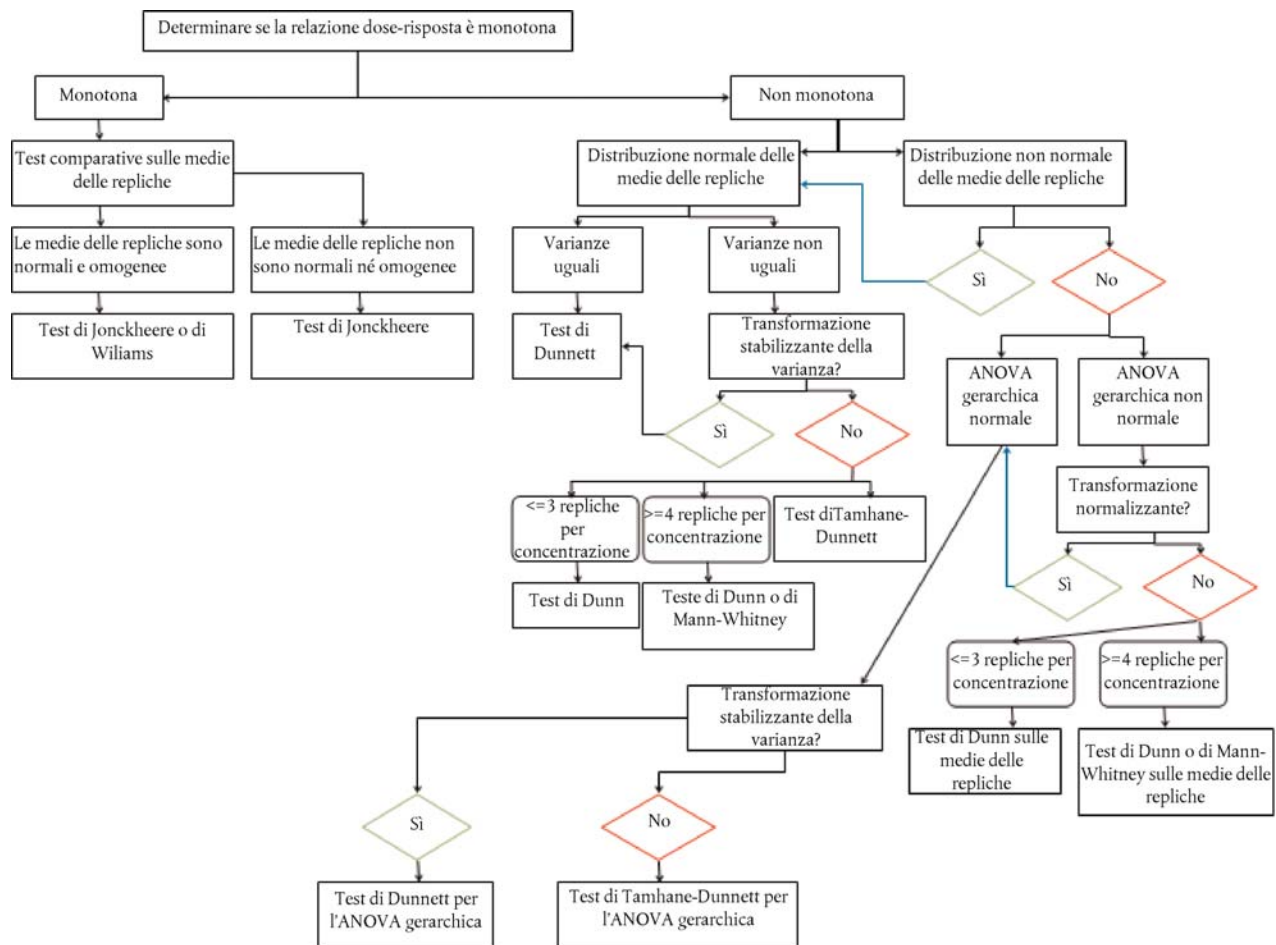 Determinare se la relazione dose-risposta è monotona
Monotona
Non monotona
Test comparative sulle medie
delle repliche
Distribuzione normale delle
medie delle repliche
Distribuzione non normale
delle medie delle repliche
Le medie delle repliche sono
normali e omogenee
Le medie delle repliche non
sono normali né omogenee
Varianze
uguali
Varianze non
uguali
Sì
No
Test di Jonckheere o di
Wiliams
Test di Jonckheere
Test di
Dunnett
Transformazione
stabilizzante della
varianza?
ANOVA
gerarchica
normale
ANOVA
gerarchica non
normale
Sì
No
Transformazione
normalizzante?
<=3 repliche
per
concentrazione
>=4 repliche per
concentrazione
Test diTamhane-
Dunnett
Sì
No
Test di Dunn
Teste di Dunn o di
Mann-Whitney
<=3 repliche per
concentrazione
>=4 repliche per
concentrazione
Transformazione
stabilizzante della
varianza?
Test di Dunn sulle
medie delle
repliche
Test di Dunn o di Mann-
Whitney sulle medie delle
repliche
Sì
No
Test di Dunnett per
l'ANOVA gerarchica
Test di Tamhane-Dunnett per
l'ANOVA gerarchica